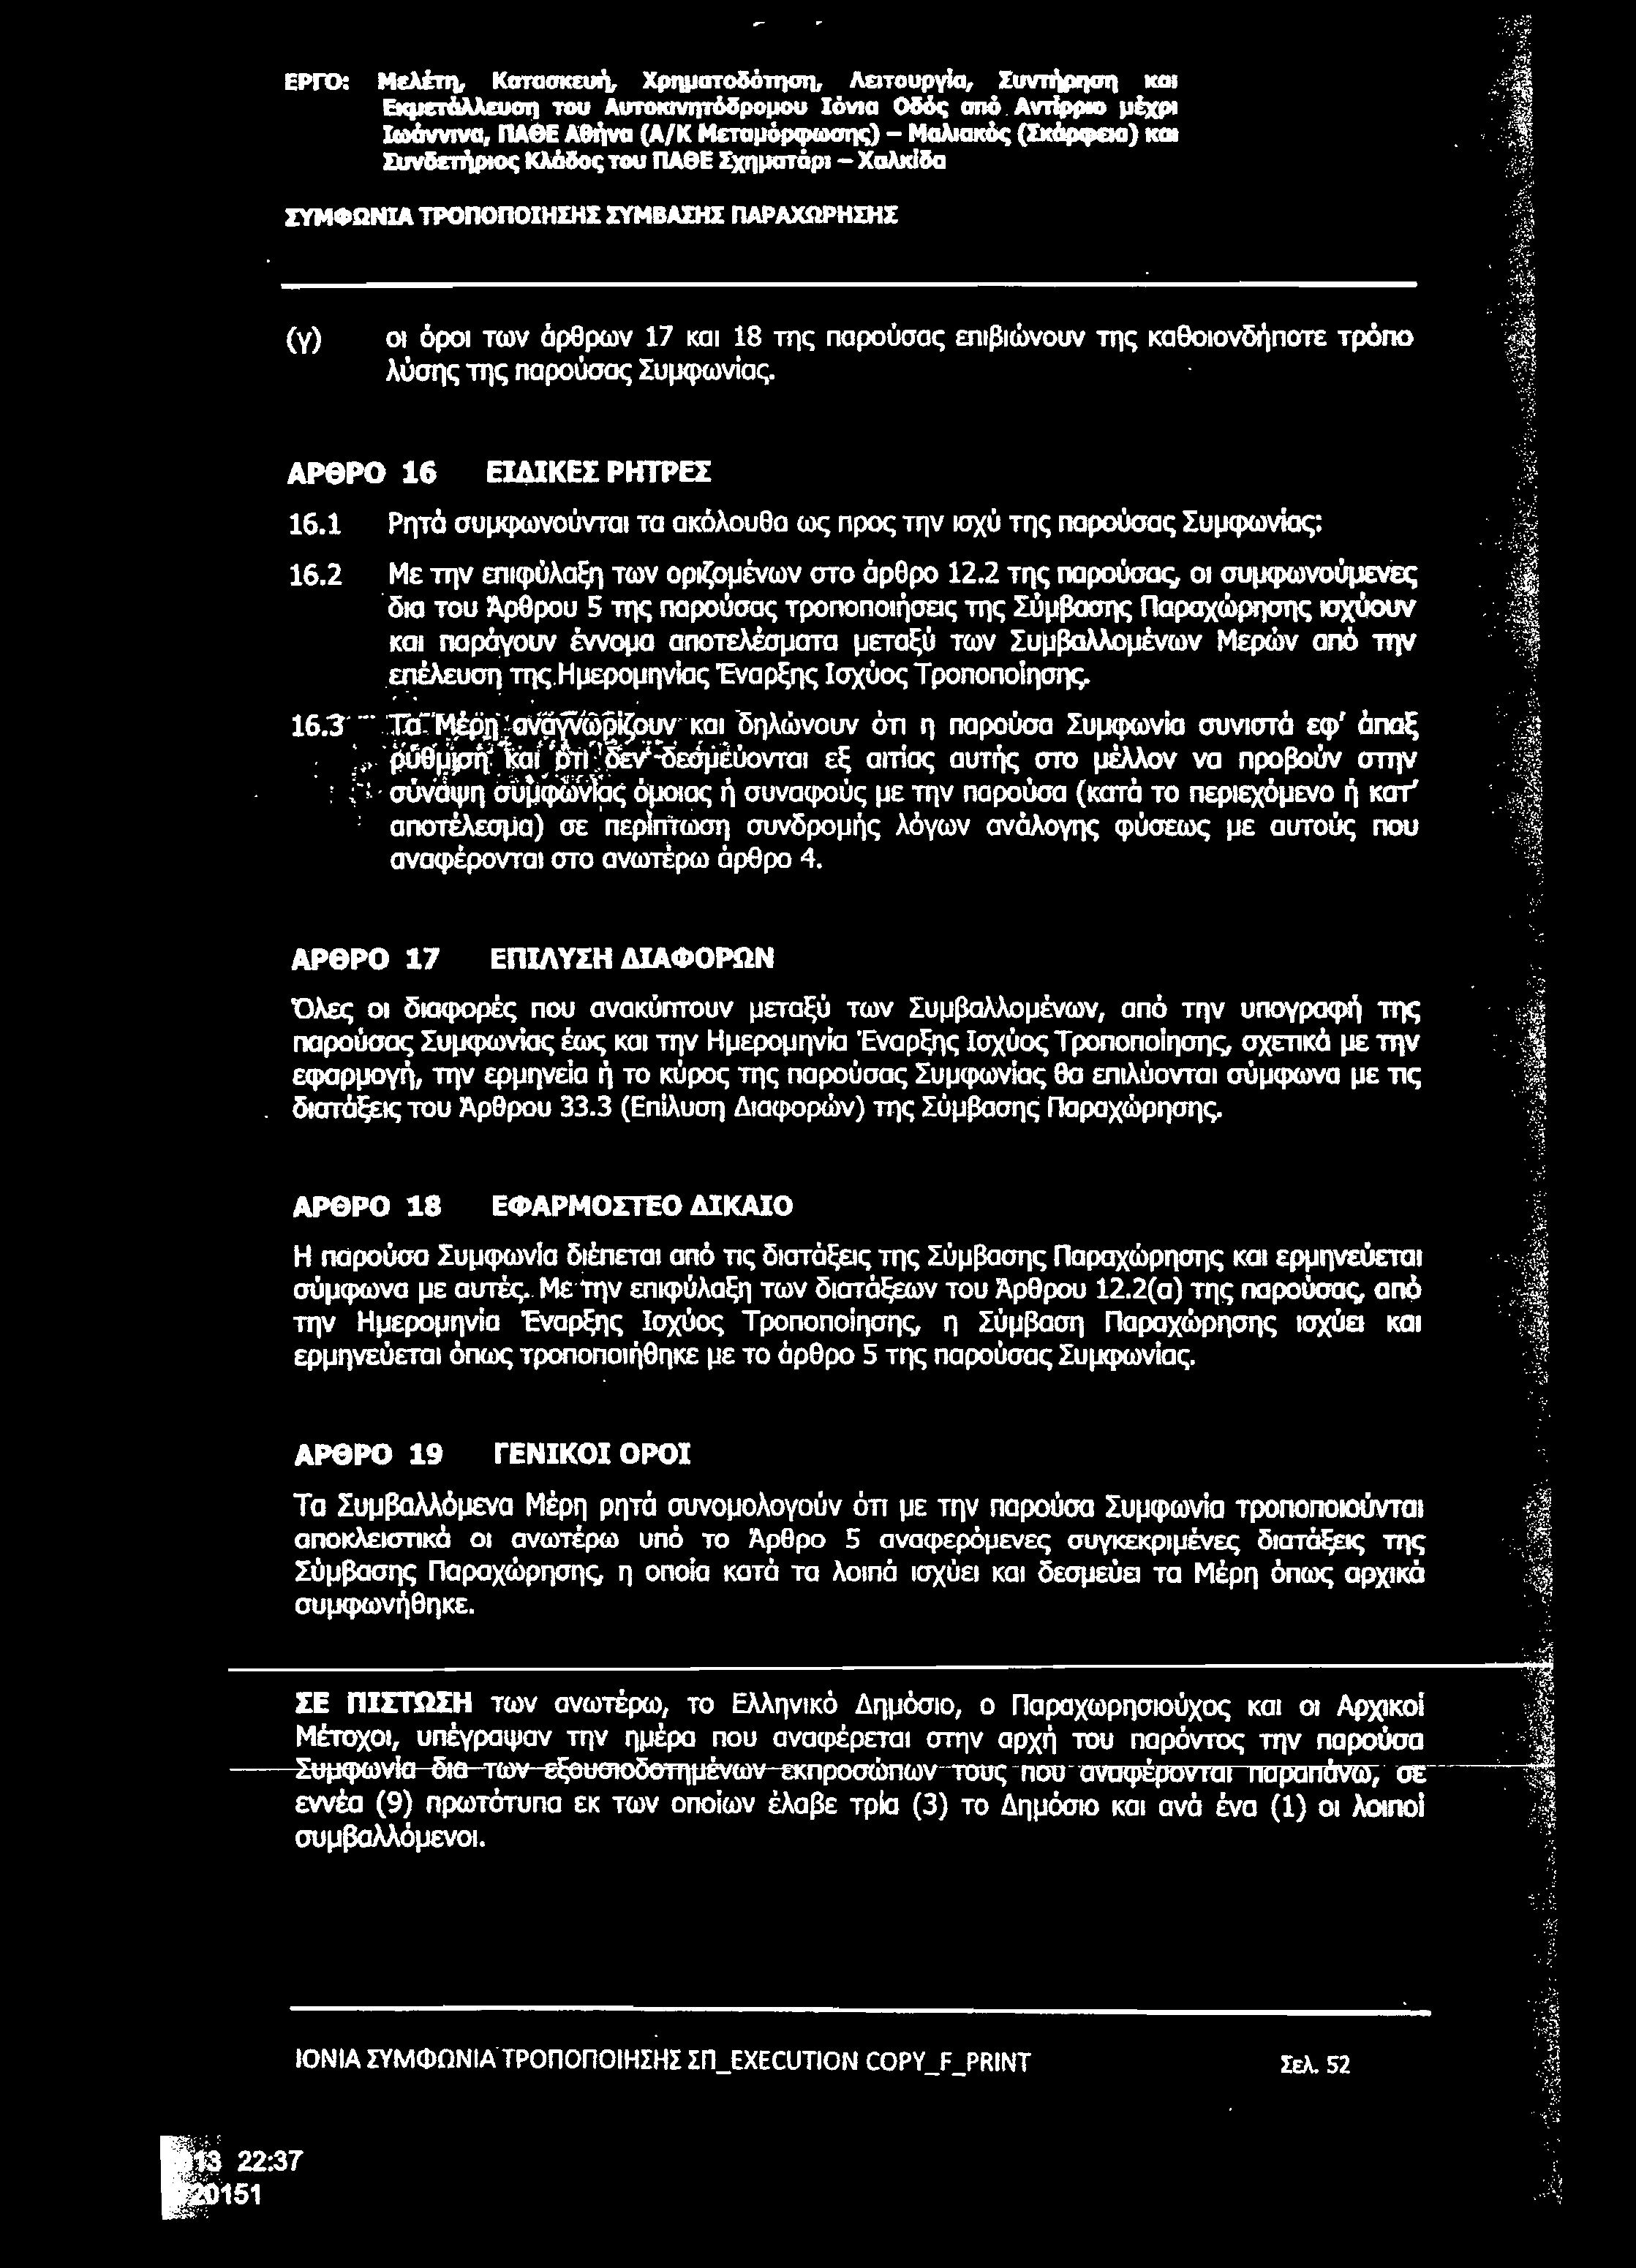 ΕΡΓΟ: Μελέτη, Κατασκευή, Χρηματοδότηση, Λειτουργία, Συντήρηση και
Εκμετάλλευση του Αυτοκινητόδρομου Ιόνια Οδός από Αντίρριο μέχρι
Ιωάννινα, ΠΑΘΕ Αθήνα (Α/Κ Μεταμόρφωσης) – Μαλιακός (Σκάρφεια) και
Συνδετήριος Κλάδος του ΠΑΘΕ Σχηματάρι – Χαλκίδα
ΣΥΜΦΩΝΙΑ ΤΡΟΠΟΠΟΙΗΣΗΣ ΣΥΜΒΑΣΗΣ ΠΑΡΑΧΩΡΗΣΗΣ
(γ) οι όροι των άρθρων 17 και 18 της παρούσας επιβιώνουν της καθοιονδήποτε τρόπο
λύσης της παρούσας Συμφωνίας.
ΑΡΘΡΟ 16 ΕΙΔΙΚΕΣ ΡΗΤΡΕΣ
16.1 Ρητά συμφωνούνται τα ακόλουθα ως προς την ισχύ της παρούσας Συμφωνίας:
16.2 Με την επιφύλαξη των οριζομένων στο άρθρο 12.2 της παρούσας, οι συμφωνούμενες
δια του Άρθρου 5 της παρούσας τροποποιήσεις της Σύμβασης Παραχώρησης ισχύουν
και παράγουν έννομα αποτελέσματα μεταξύ των Συμβαλλομένων Μερών από την
επέλευση της Ημερομηνίας Έναρξης Ισχύος Τροποποίησης.
16.3 Τα Μέρη αναγνωρίζουν και δηλώνουν ότι η παρούσα Συμφωνία συνιστά εφ' άπαξ
ρύθμιση και ότι δεν δεσμεύονται εξ αιτίας αυτής στο μέλλον να προβούν στην
σύναψη συμφωνίας όμοιας ή συναφούς με την παρούσα (κατά το περιεχόμενο ή κατ'
αποτέλεσμα) σε περίπτωση συνδρομής λόγων ανάλογης φύσεως με αυτούς που
αναφέρονται στο ανωτέρω άρθρο 4.
ΑΡΘΡΟ 17 ΕΠΙΛΥΣΗ ΔΙΑΦΟΡΩΝ
Όλες οι διαφορές που ανακύπτουν μεταξύ των Συμβαλλομένων, από την υπογραφή της
παρούσας Συμφωνίας έως και την Ημερομηνία Έναρξης Ισχύος Τροποποίησης, σχετικά με την
εφαρμογή, την ερμηνεία ή το κύρος της παρούσας Συμφωνίας θα επιλύονται σύμφωνα με τις
διατάξεις του Άρθρου 33.3 (Επίλυση Διαφορών) της Σύμβασης Παραχώρησης.
ΑΡΘΡΟ 18 ΕΦΑΡΜΟΣΤΕΟ ΔΙΚΑΙΟ
Η παρούσα Συμφωνία διέπεται από τις διατάξεις της Σύμβασης Παραχώρησης και ερμηνεύεται
σύμφωνα με αυτές. Με την επιφύλαξη των διατάξεων του Άρθρου 12.2(α) της παρούσας, από
την Ημερομηνία Έναρξης Ισχύος Τροποποίησης, η Σύμβαση Παραχώρησης ισχύει και
ερμηνεύεται όπως τροποποιήθηκε με το άρθρο 5 της παρούσας Συμφωνίας.
ΑΡΘΡΟ 19 ΓΕΝΙΚΟΙ ΟΡΟΙ
Τα Συμβαλλόμενα Μέρη ρητά συνομολογούν ότι με την παρούσα Συμφωνία τροποποιούνται
αποκλειστικά οι ανωτέρω υπό το Άρθρο 5 αναφερόμενες συγκεκριμένες διατάξεις της
Σύμβασης Παραχώρησης, η οποία κατά τα λοιπά ισχύει και δεσμεύει τα Μέρη όπως αρχικά
συμφωνήθηκε.
ΣΕ ΠΙΣΤΩΣΗ των ανωτέρω, το Ελληνικό Δημόσιο, ο Παραχωρησιούχος και οι Αρχικοί
Μέτοχοι, υπέγραψαν την ημέρα που αναφέρεται στην αρχή του παρόντος την παρούσα
Συμφωνία δια των εξουσιοδοτημένων εκπροσώπων τους που αναφέρονται παραπάνω, σε
εννέα (9) πρωτότυπα εκ των οποίων έλαβε τρία (3) το Δημόσιο και ανά ένα (1) οι λοιποί
συμβαλλόμενοι.
ΙΟΝΙΑ ΣΥΜΦΩΝΙΑ ΤΡΟΠΟΠΟΙΗΣΗΣ ΣΠ_EXECUTION COPY_F_PRINT Σελ. 52
13 22:37
20151